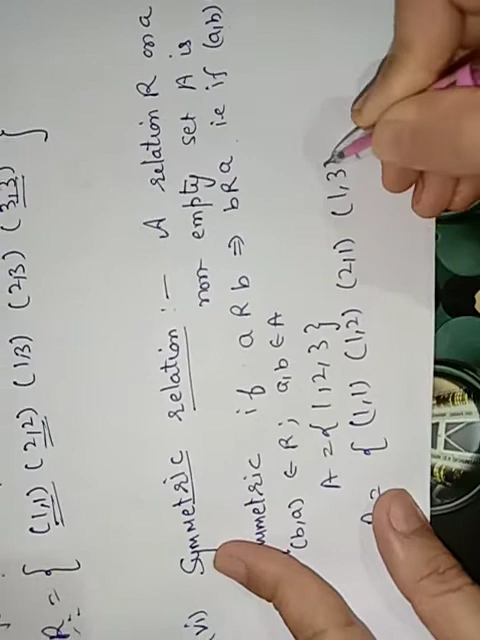 R = { (1,1) (2,2) (1,3) (2,3) (3,3) }
(vi) Symmetric relation :- A relation R on a
non empty set A is
mmetric if aRb ⇒ bRa ie if (a,b)
(b,a) ∈ R; a,b ∈ A
A = { 1, 2, 3 }
= { (1,1) (1,2) (2,1) (1,3